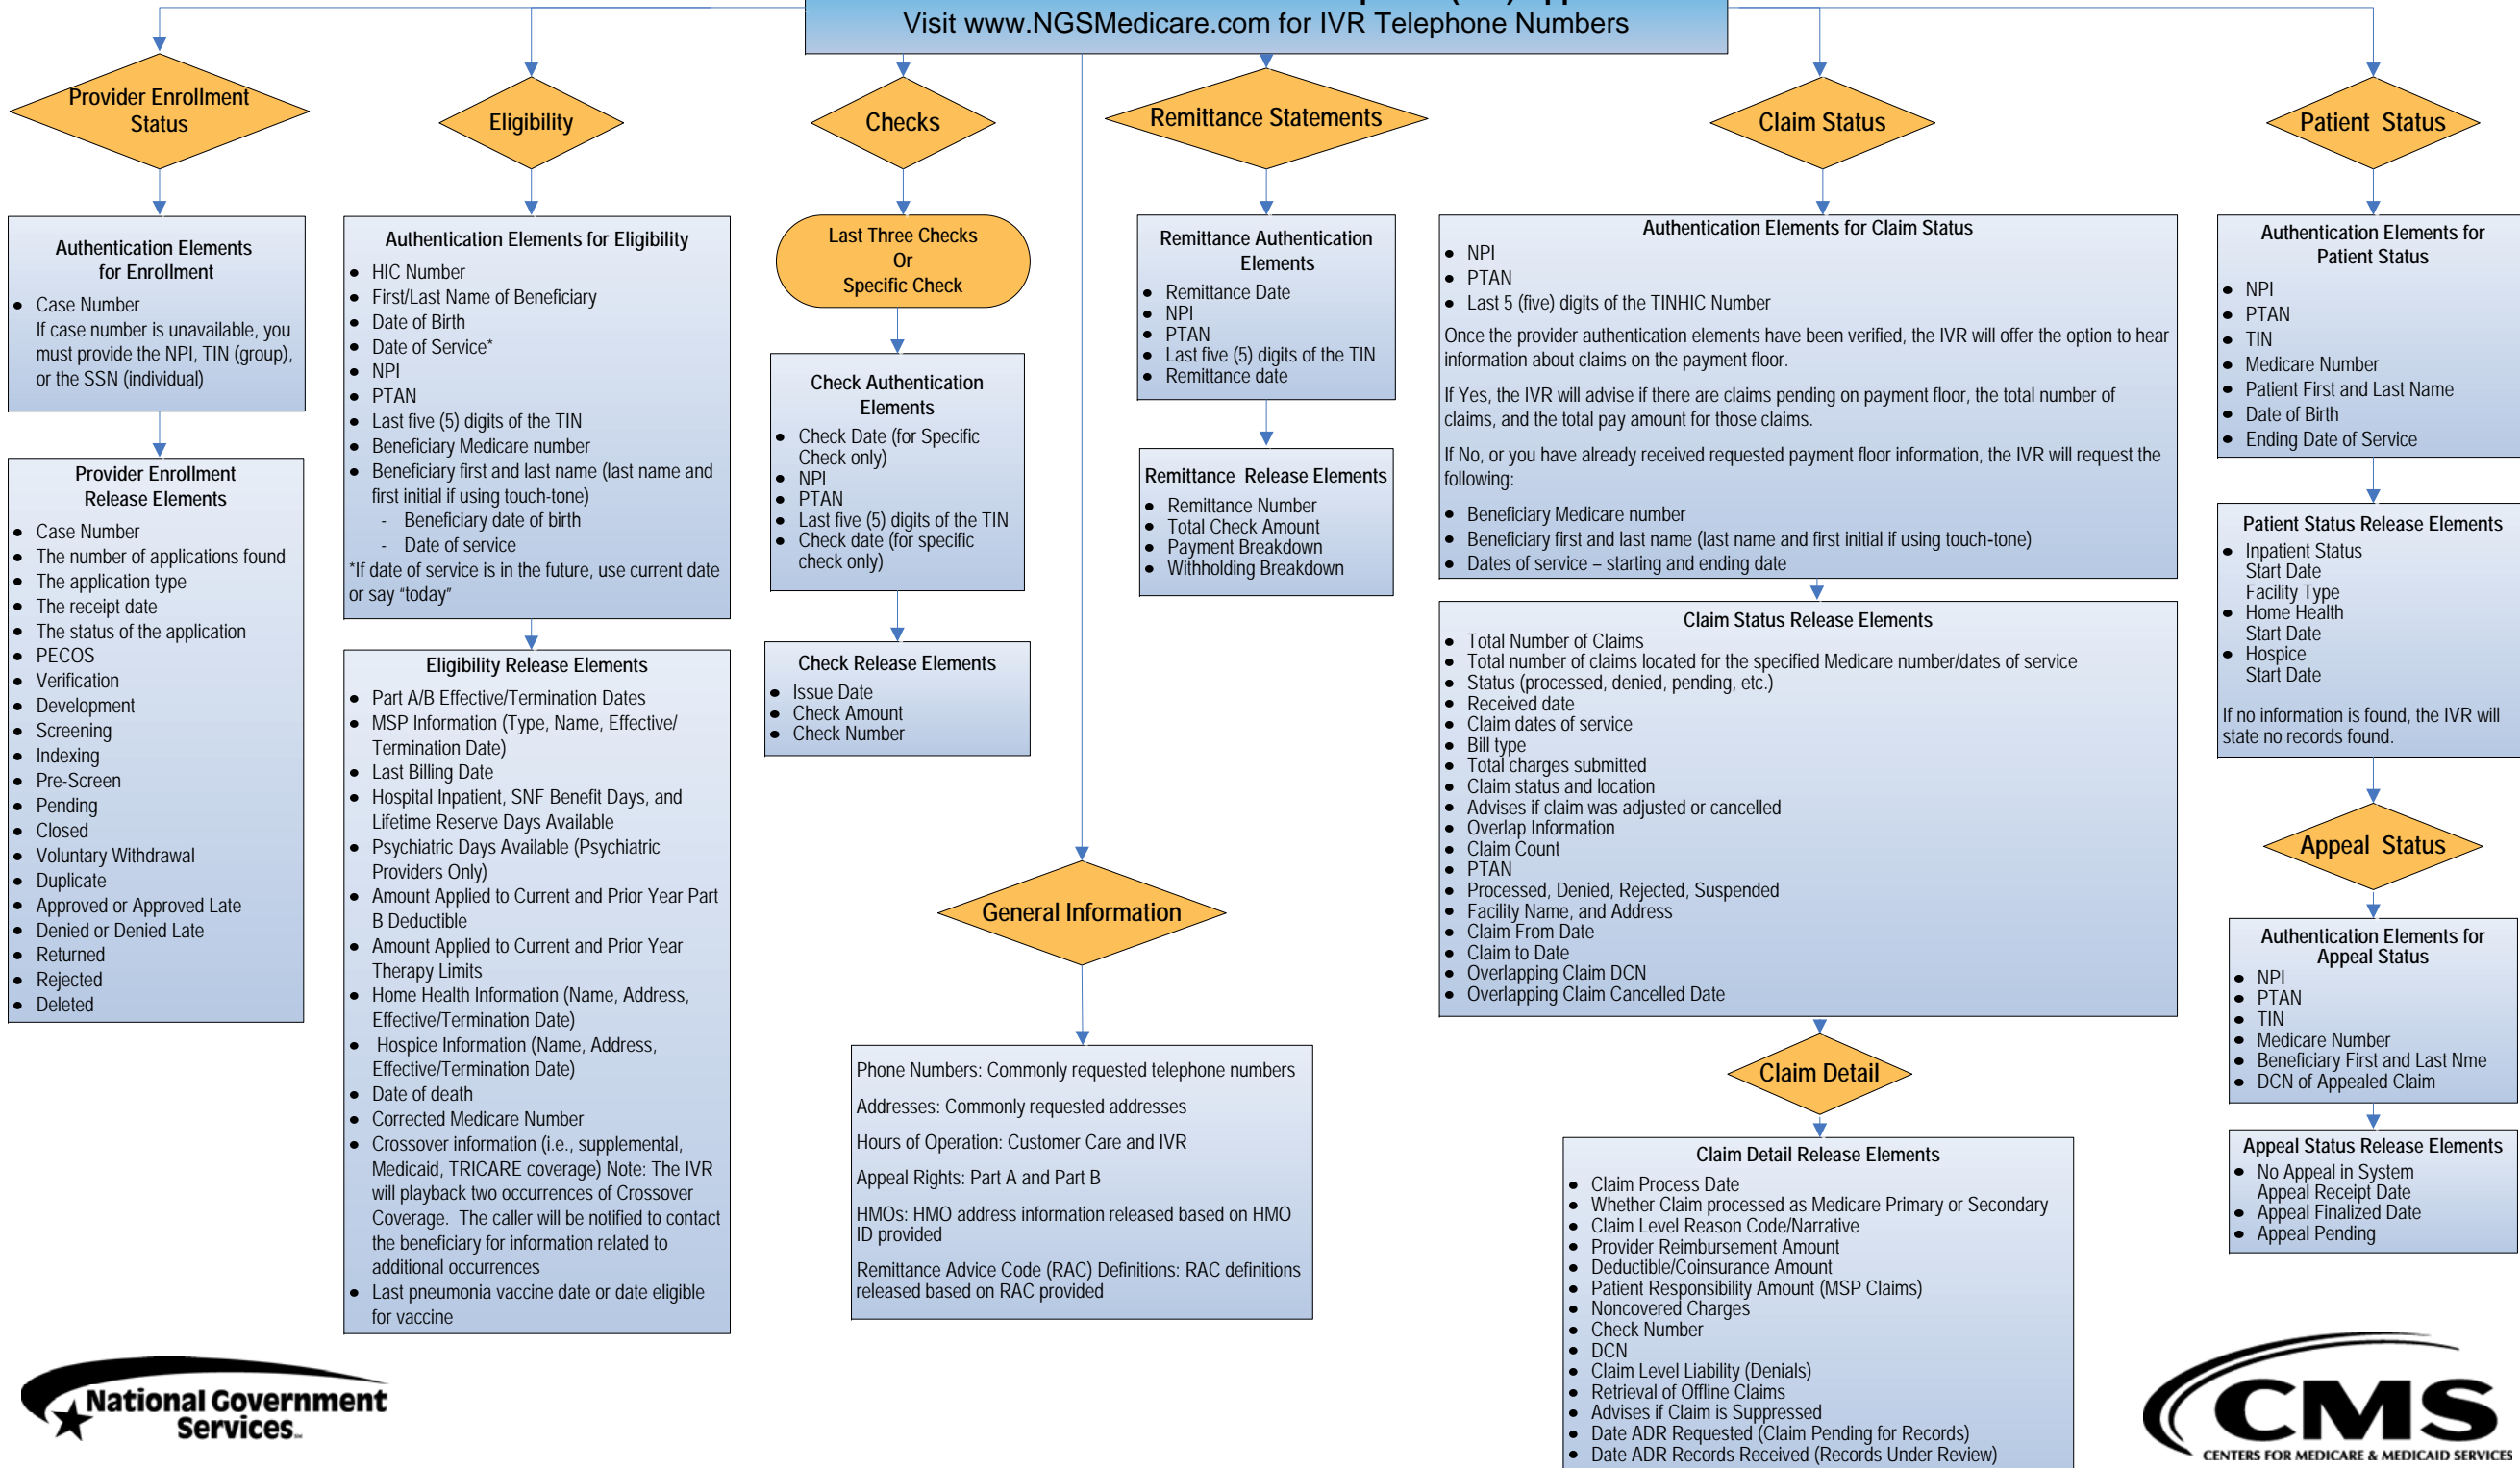 Visit www.NGSMedicare.com for IVR Telephone Numbers
Provider Enrollment
Status
Authentication Elements
for Enrollment
● Case Number
If case number is unavailable, you
must provide the NPI, TIN (group),
or the SSN (individual)
Provider Enrollment
Release Elements
● Case Number
● The number of applications found
● The application type
● The receipt date
● The status of the application
● PECOS
● Verification
● Development
● Screening
● Indexing
● Pre-Screen
● Pending
● Closed
● Voluntary Withdrawal
● Duplicate
● Approved or Approved Late
● Denied or Denied Late
● Returned
● Rejected
● Deleted
Eligibility
Authentication Elements for Eligibility
● HIC Number
● First/Last Name of Beneficiary
● Date of Birth
● Date of Service*
● NPI
● PTAN
● Last five (5) digits of the TIN
● Beneficiary Medicare number
● Beneficiary first and last name (last name and
first initial if using touch-tone)
- Beneficiary date of birth
- Date of service
*If date of service is in the future, use current date
or say “today”
Eligibility Release Elements
● Part A/B Effective/Termination Dates
● MSP Information (Type, Name, Effective/
Termination Date)
● Last Billing Date
● Hospital Inpatient, SNF Benefit Days, and
Lifetime Reserve Days Available
● Psychiatric Days Available (Psychiatric
Providers Only)
● Amount Applied to Current and Prior Year Part
B Deductible
● Amount Applied to Current and Prior Year
Therapy Limits
● Home Health Information (Name, Address,
Effective/Termination Date)
● Hospice Information (Name, Address,
Effective/Termination Date)
● Date of death
● Corrected Medicare Number
● Crossover information (i.e., supplemental,
Medicaid, TRICARE coverage) Note: The IVR
will playback two occurrences of Crossover
Coverage. The caller will be notified to contact
the beneficiary for information related to
additional occurrences
● Last pneumonia vaccine date or date eligible
for vaccine
Checks
Last Three Checks
Or
Specific Check
Check Authentication
Elements
● Check Date (for Specific
Check only)
● NPI
● PTAN
● Last five (5) digits of the TIN
● Check date (for specific
check only)
Check Release Elements
● Issue Date
● Check Amount
● Check Number
General Information
Phone Numbers: Commonly requested telephone numbers
Addresses: Commonly requested addresses
Hours of Operation: Customer Care and IVR
Appeal Rights: Part A and Part B
HMOs: HMO address information released based on HMO
ID provided
Remittance Advice Code (RAC) Definitions: RAC definitions
released based on RAC provided
Remittance Statements
Remittance Authentication
Elements
● Remittance Date
● NPI
● PTAN
● Last five (5) digits of the TIN
● Remittance date
Remittance Release Elements
● Remittance Number
● Total Check Amount
● Payment Breakdown
● Withholding Breakdown
Claim Status
Authentication Elements for Claim Status
● NPI
● PTAN
● Last 5 (five) digits of the TINHIC Number
Once the provider authentication elements have been verified, the IVR will offer the option to hear
information about claims on the payment floor.
If Yes, the IVR will advise if there are claims pending on payment floor, the total number of
claims, and the total pay amount for those claims.
If No, or you have already received requested payment floor information, the IVR will request the
following:
● Beneficiary Medicare number
● Beneficiary first and last name (last name and first initial if using touch-tone)
● Dates of service – starting and ending date
Claim Status Release Elements
● Total Number of Claims
● Total number of claims located for the specified Medicare number/dates of service
● Status (processed, denied, pending, etc.)
● Received date
● Claim dates of service
● Bill type
● Total charges submitted
● Claim status and location
● Advises if claim was adjusted or cancelled
● Overlap Information
● Claim Count
● PTAN
● Processed, Denied, Rejected, Suspended
● Facility Name, and Address
● Claim From Date
● Claim to Date
● Overlapping Claim DCN
● Overlapping Claim Cancelled Date
Claim Detail
Claim Detail Release Elements
● Claim Process Date
● Whether Claim processed as Medicare Primary or Secondary
● Claim Level Reason Code/Narrative
● Provider Reimbursement Amount
● Deductible/Coinsurance Amount
● Patient Responsibility Amount (MSP Claims)
● Noncovered Charges
● Check Number
● DCN
● Claim Level Liability (Denials)
● Retrieval of Offline Claims
● Advises if Claim is Suppressed
● Date ADR Requested (Claim Pending for Records)
● Date ADR Records Received (Records Under Review)
Patient Status
Authentication Elements for
Patient Status
● NPI
● PTAN
● TIN
● Medicare Number
● Patient First and Last Name
● Date of Birth
● Ending Date of Service
Patient Status Release Elements
● Inpatient Status
Start Date
Facility Type
● Home Health
Start Date
● Hospice
Start Date
If no information is found, the IVR will
state no records found.
Appeal Status
Authentication Elements for
Appeal Status
● NPI
● PTAN
● TIN
● Medicare Number
● Beneficiary First and Last Nme
● DCN of Appealed Claim
Appeal Status Release Elements
● No Appeal in System
Appeal Receipt Date
● Appeal Finalized Date
● Appeal Pending
National Government
Services
CMS
CENTERS FOR MEDICARE & MEDICAID SERVICES